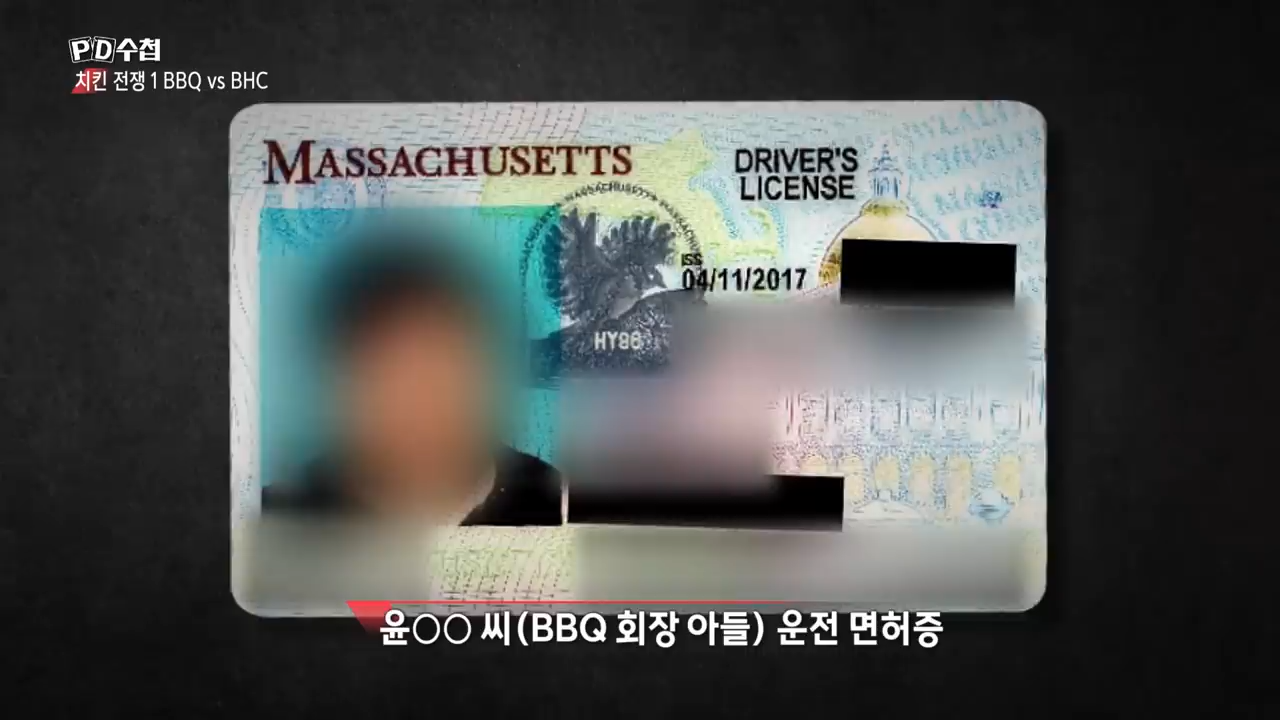 PD수첩
치킨 전쟁 1 BBQ vs BHC
MASSACHUSETTS
DRIVER'S
LICENSE
ISS
04/11/2017
윤○○ 씨(BBQ 회장 아들) 운전 면허증